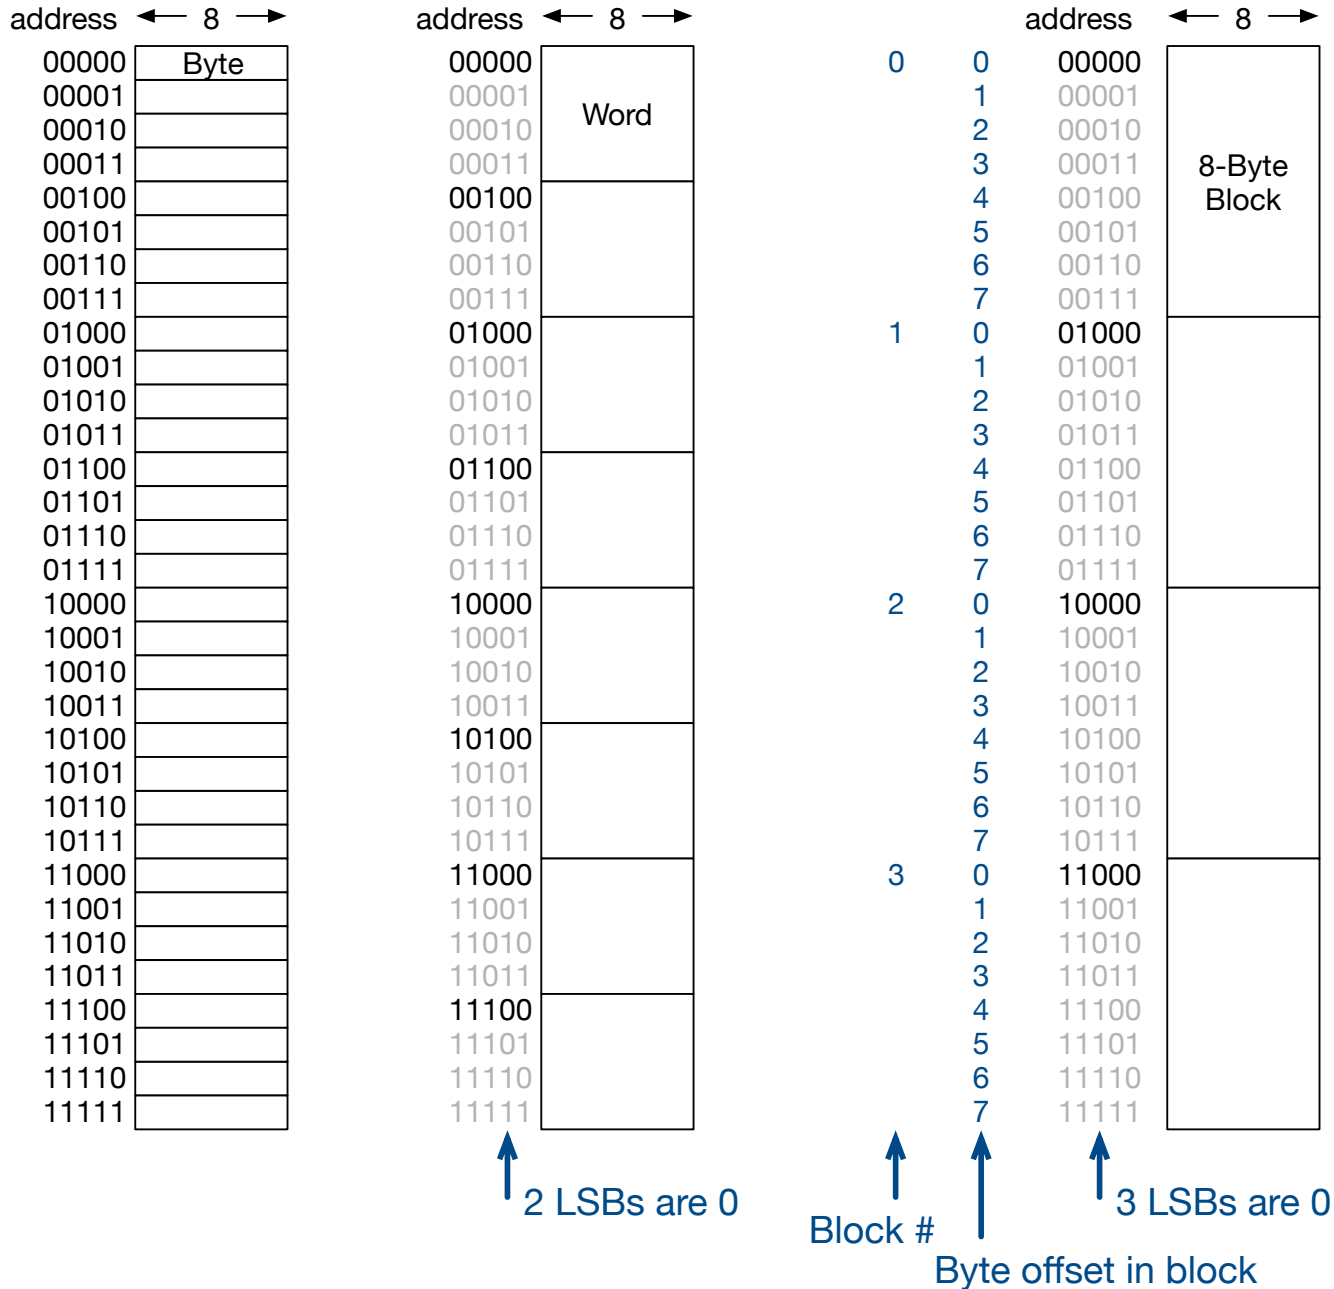 address 8 address 8 address 8
00000 Byte 00000 0 0 00000
00001 00001 1 00001
Word
00010 00010 2 00010
00011 00011 3 00011 8-Byte
00100 00100 4 00100 Block
00101 00101 5 00101
00110 00110 6 00110
00111 00111 7 00111
01000 01000 1 0 01000
01001 01001 1 01001
01010 01010 2 01010
01011 01011 3 01011
01100 01100 4 01100
01101 01101 5 01101
01110 01110 6 01110
01111 01111 7 01111
10000 10000 2 0 10000
10001 10001 1 10001
10010 10010 2 10010
10011 10011 3 10011
10100 10100 4 10100
10101 10101 5 10101
10110 10110 6 10110
10111 10111 7 10111
11000 11000 3 0 11000
11001 11001 1 11001
11010 11010 2 11010
11011 11011 3 11011
11100 11100 4 11100
11101 11101 5 11101
11110 11110 6 11110
11111 11111 7 11111
2 LSBs are 0 3 LSBs are 0
Block #
Byte offset in block